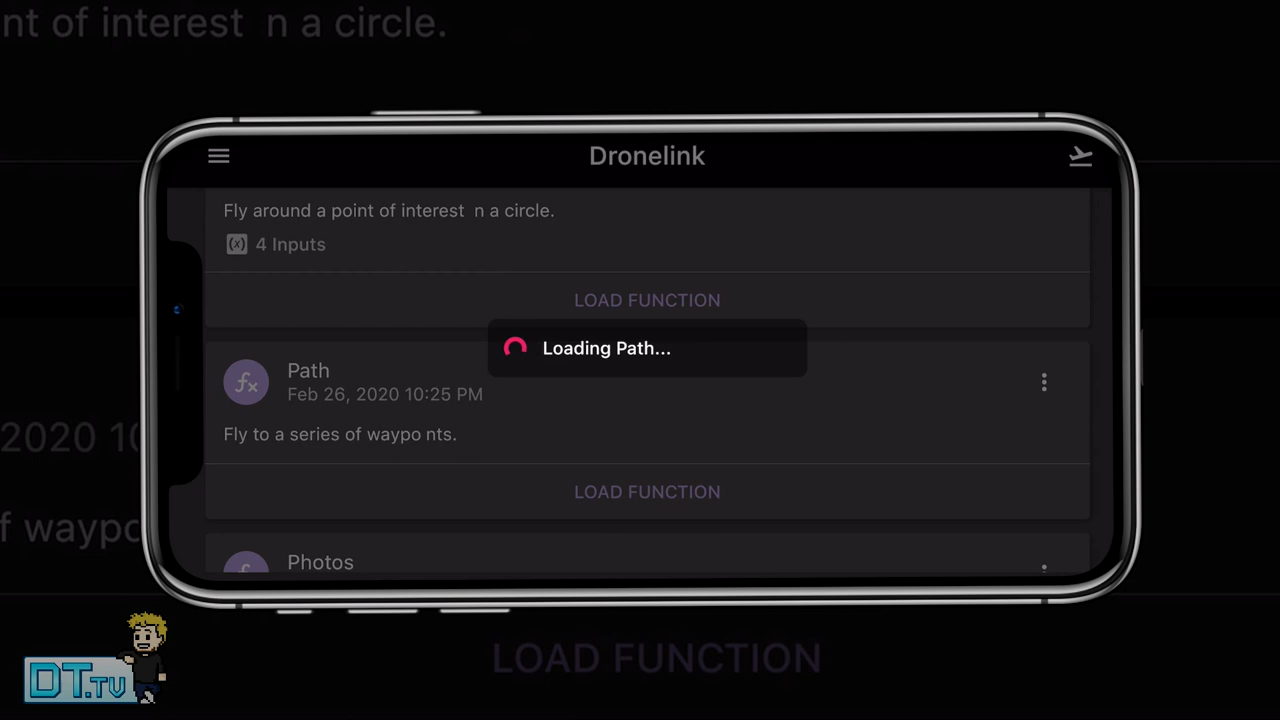 nt of interest  n a circle.
Dronelink
Fly around a point of interest  n a circle.
4 Inputs
LOAD FUNCTION
Loading Path...
Path
Feb 26, 2020 10:25 PM
2020 10
Fly to a series of waypo nts.
LOAD FUNCTION
f waypo
Photos
LOAD FUNCTION
DT.TV